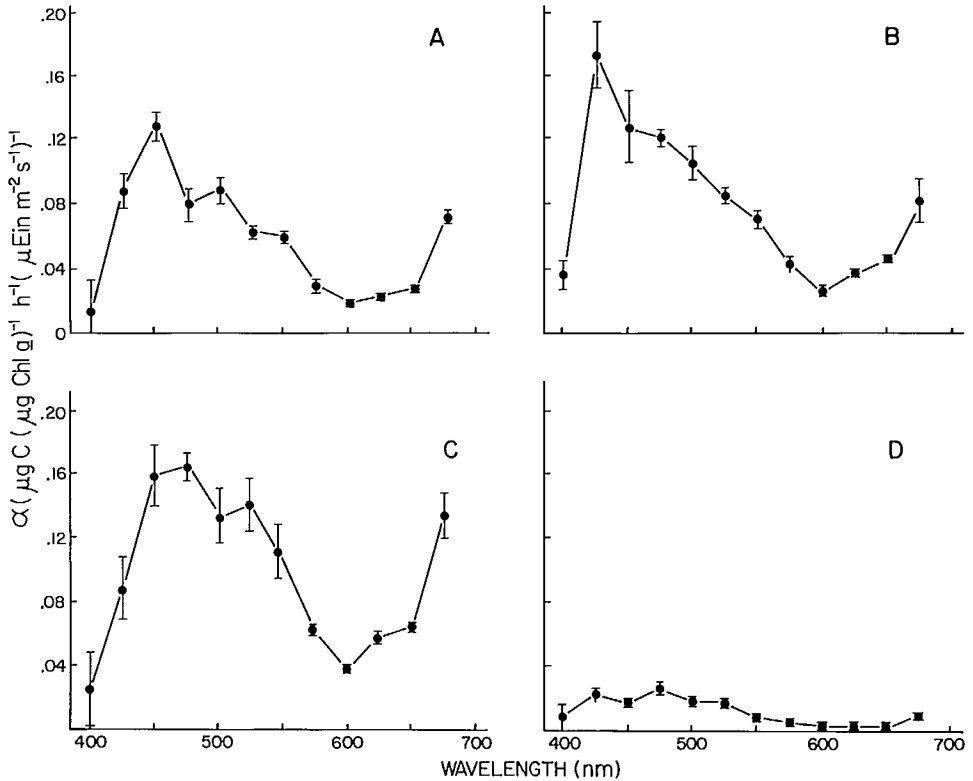 .20
.16
.12
.08
.04
0
A
B
α (µg C (µg Chl a)⁻¹ h⁻¹ (µEin m⁻² s⁻¹)⁻¹
.20
.16
.12
.08
.04
C
D
400 500 600 700
400 500 600 700
WAVELENGTH (nm)